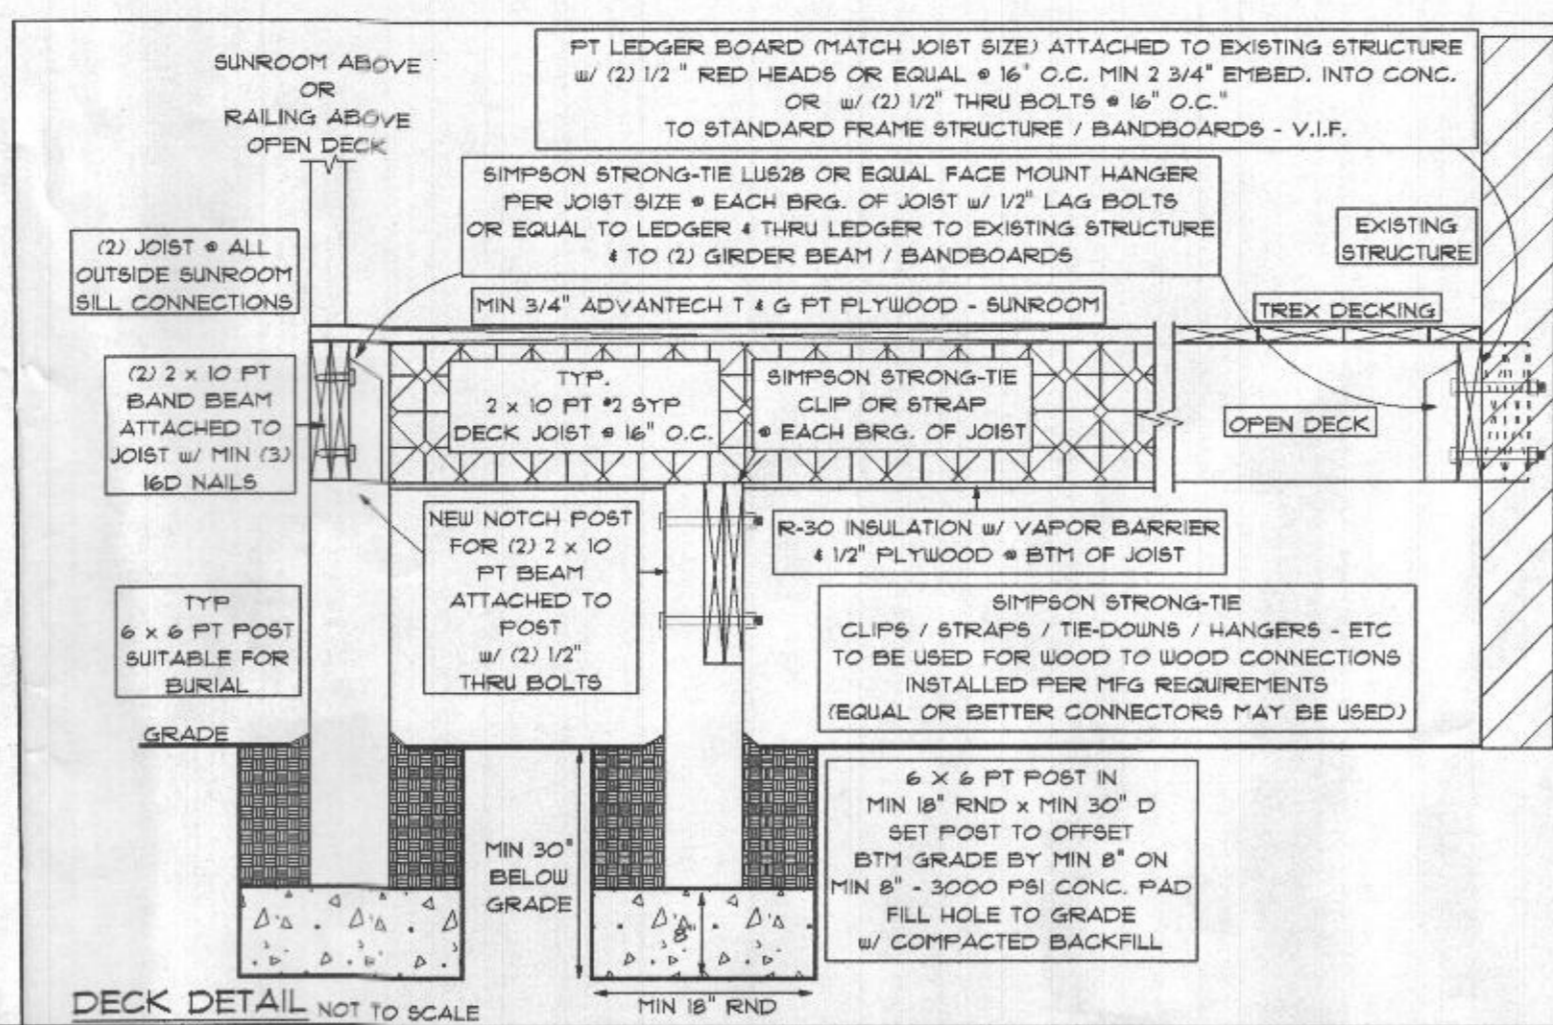 SUNROOM ABOVE
OR
RAILING ABOVE
OPEN DECK
PT LEDGER BOARD (MATCH JOIST SIZE) ATTACHED TO EXISTING STRUCTURE
w/ (2) 1/2 " RED HEADS OR EQUAL @ 16" O.C. MIN 2 3/4" EMBED. INTO CONC.
OR w/ (2) 1/2" THRU BOLTS @ 16" O.C."
TO STANDARD FRAME STRUCTURE / BANDBOARDS - V.I.F.
SIMPSON STRONG-TIE LUS28 OR EQUAL FACE MOUNT HANGER
PER JOIST SIZE @ EACH BRG. OF JOIST w/ 1/2" LAG BOLTS
OR EQUAL TO LEDGER & THRU LEDGER TO EXISTING STRUCTURE
& TO (2) GIRDER BEAM / BANDBOARDS
EXISTING
STRUCTURE
(2) JOIST @ ALL
OUTSIDE SUNROOM
SILL CONNECTIONS
MIN 3/4" ADVANTECH T & G PT PLYWOOD - SUNROOM
TREX DECKING
(2) 2 x 10 PT
BAND BEAM
ATTACHED TO
JOIST w/ MIN (3)
16D NAILS
TYP.
2 x 10 PT #2 SYP
DECK JOIST @ 16" O.C.
SIMPSON STRONG-TIE
CLIP OR STRAP
@ EACH BRG. OF JOIST
OPEN DECK
NEW NOTCH POST
FOR (2) 2 x 10
PT BEAM
ATTACHED TO
POST
w/ (2) 1/2"
THRU BOLTS
R-30 INSULATION w/ VAPOR BARRIER
& 1/2" PLYWOOD @ BTM OF JOIST
TYP
6 x 6 PT POST
SUITABLE FOR
BURIAL
SIMPSON STRONG-TIE
CLIPS / STRAPS / TIE-DOWNS / HANGERS - ETC
TO BE USED FOR WOOD TO WOOD CONNECTIONS
INSTALLED PER MFG REQUIREMENTS
(EQUAL OR BETTER CONNECTORS MAY BE USED)
GRADE
MIN 30"
BELOW
GRADE
8"
6 X 6 PT POST IN
MIN 18" RND x MIN 30" D
SET POST TO OFFSET
BTM GRADE BY MIN 8" ON
MIN 8" - 3000 PSI CONC. PAD
FILL HOLE TO GRADE
w/ COMPACTED BACKFILL
MIN 18" RND
DECK DETAIL NOT TO SCALE